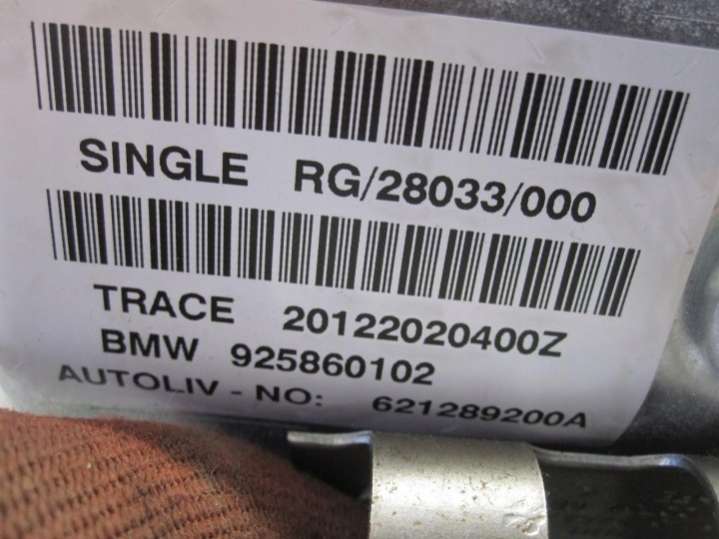 SINGLE RG/28033/000
TRACE 20122020400Z
BMW 925860102
AUTOLIV - NO: 621289200A